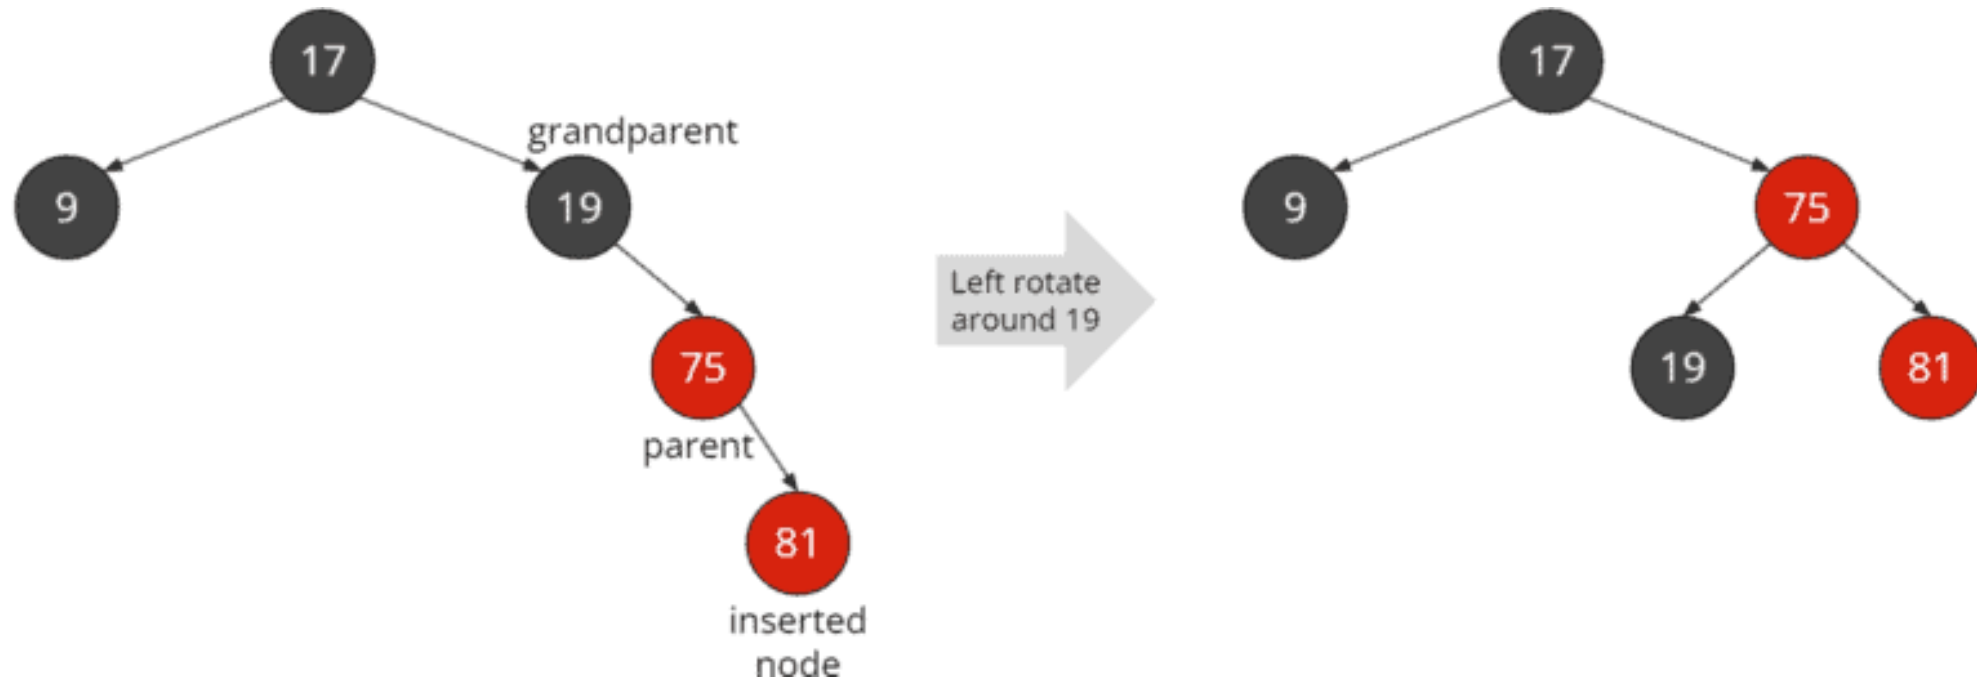 17
grandparent
9
19
75
parent
81
inserted
node
Left rotate
around 19
17
9
75
19
81